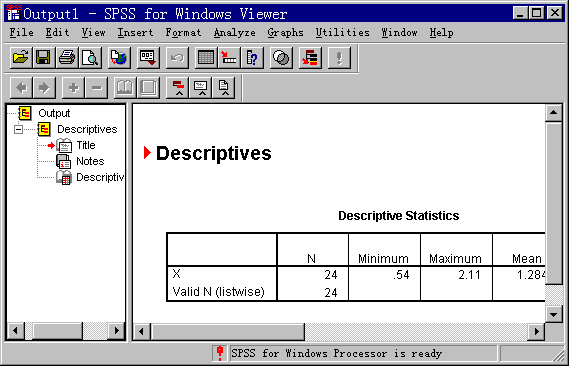 Output1 - SPSS for Windows Viewer
File Edit View Insert Format Analyze Graphs Utilities Window Help
Output
Descriptives
Title
Notes
Descriptiv
Descriptives
Descriptive Statistics
N Minimum Maximum Mean
X 24 .54 2.11 1.284
Valid N (listwise) 24
SPSS for Windows Processor is ready